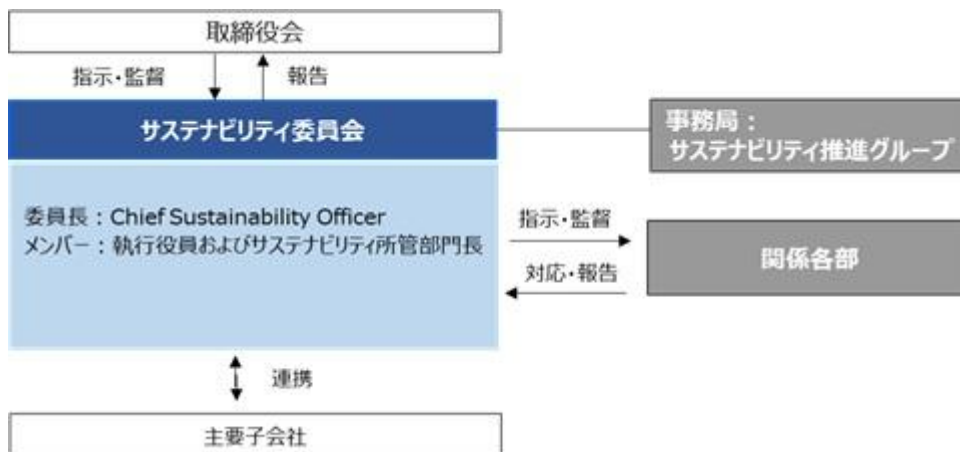 取締役会
指示・監督
報告
サステナビリティ委員会
事務局：
サステナビリティ推進グループ
委員長：Chief Sustainability Officer
メンバー：執行役員およびサステナビリティ所管部門長
指示・監督
対応・報告
関係各部
連携
主要子会社